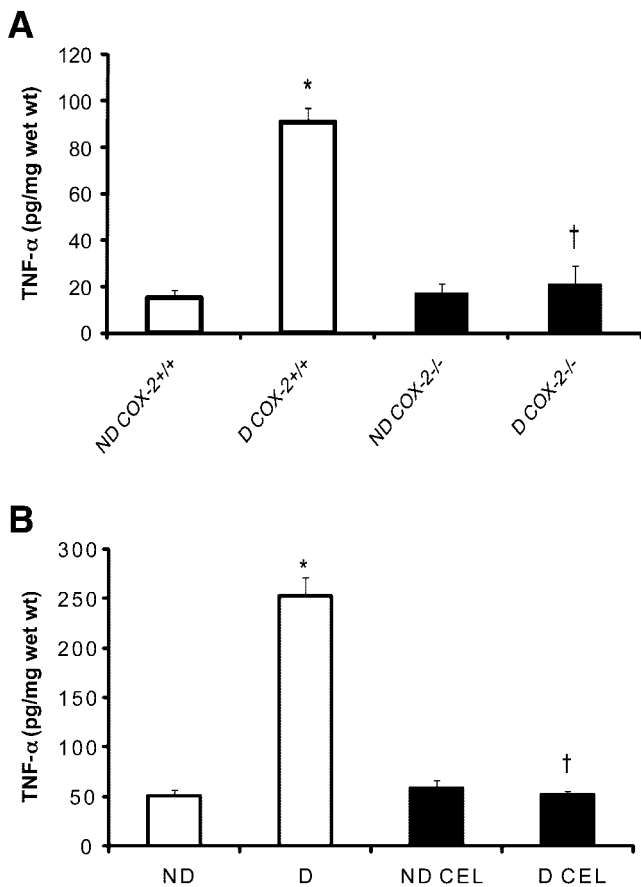 A
TNF-α (pg/mg wet wt)
120
100
80
60
40
20
0
*
†
ND COX-2+/+
D COX-2+/+
ND COX-2-/-
D COX-2-/-
B
TNF-α (pg/mg wet wt)
300
250
200
150
100
50
0
*
†
ND
D
ND CEL
D CEL